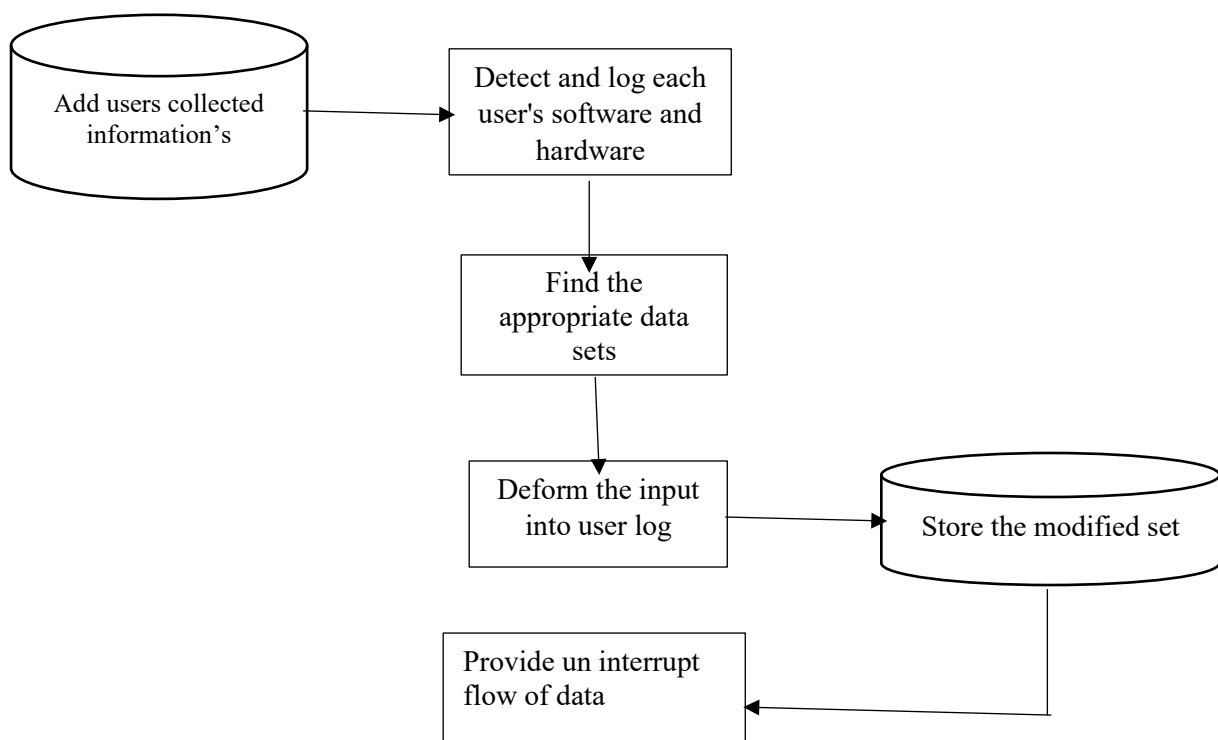 Add users collected
information’s
Detect and log each
user's software and
hardware
Find the
appropriate data
sets
Deform the input
into user log
Store the modified set
Provide un interrupt
flow of data